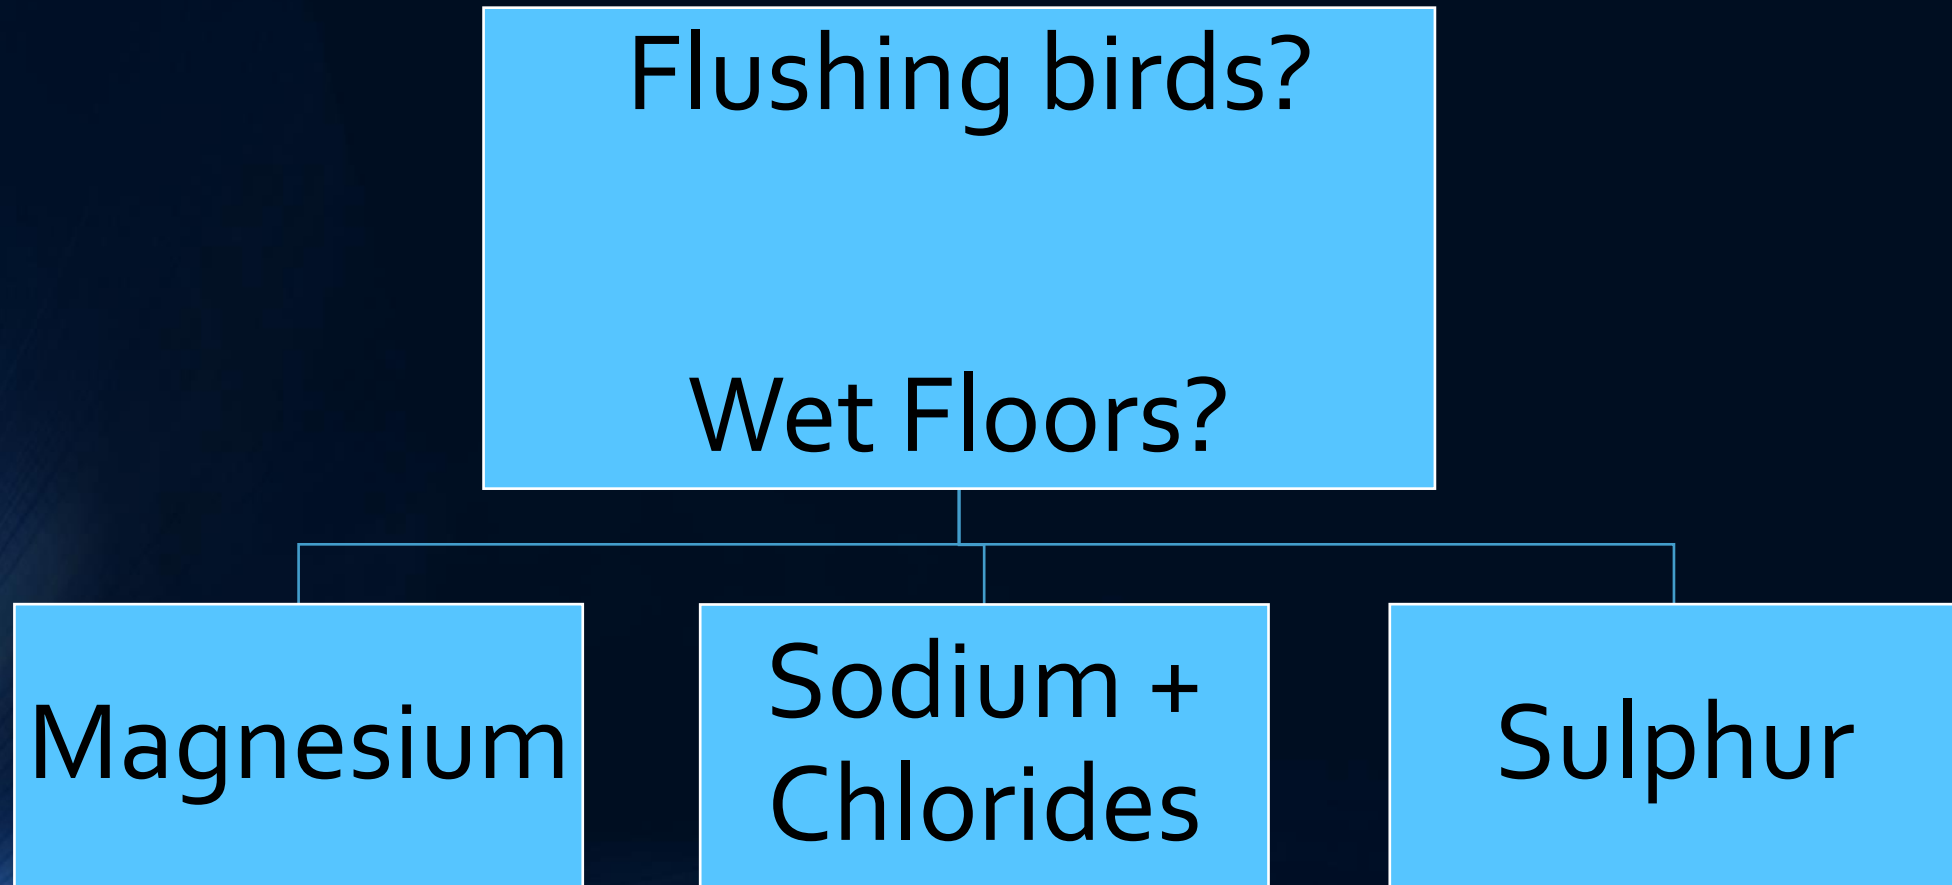 Flushing birds?
Wet Floors?
Magnesium
Sodium +
Chlorides
Sulphur